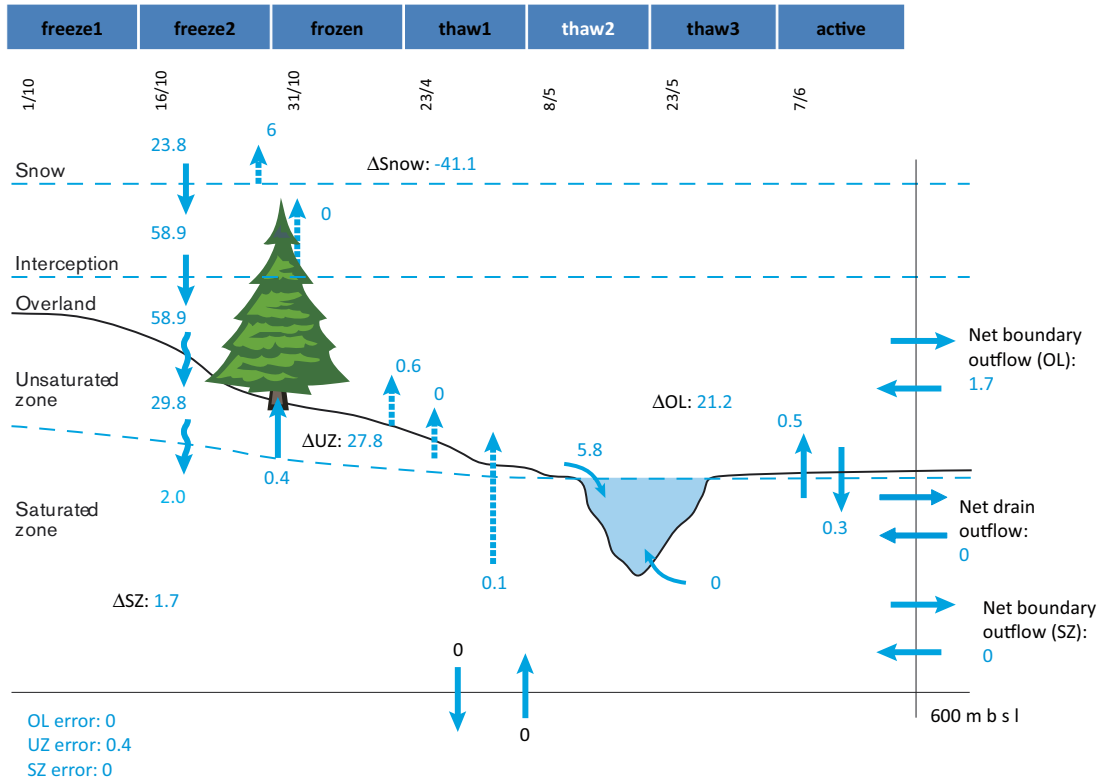 freeze1 freeze2 frozen thaw1 thaw2 thaw3 active
1/10 16/10 31/10 23/4 8/5 23/5 7/6
6
23.8
ΔSnow: -41.1
Snow
0
58.9
Interception
Overland
58.9
Net boundary
outflow (OL):
1.7
0.6
Unsaturated
zone
0
29.8
ΔOL: 21.2
0.5
ΔUZ: 27.8
5.8
0.4
2.0
Saturated
zone
Net drain
outflow:
0
0.3
0.1
0
ΔSZ: 1.7
Net boundary
outflow (SZ):
0
0
0
600 m b s l
OL error: 0
UZ error: 0.4
SZ error: 0